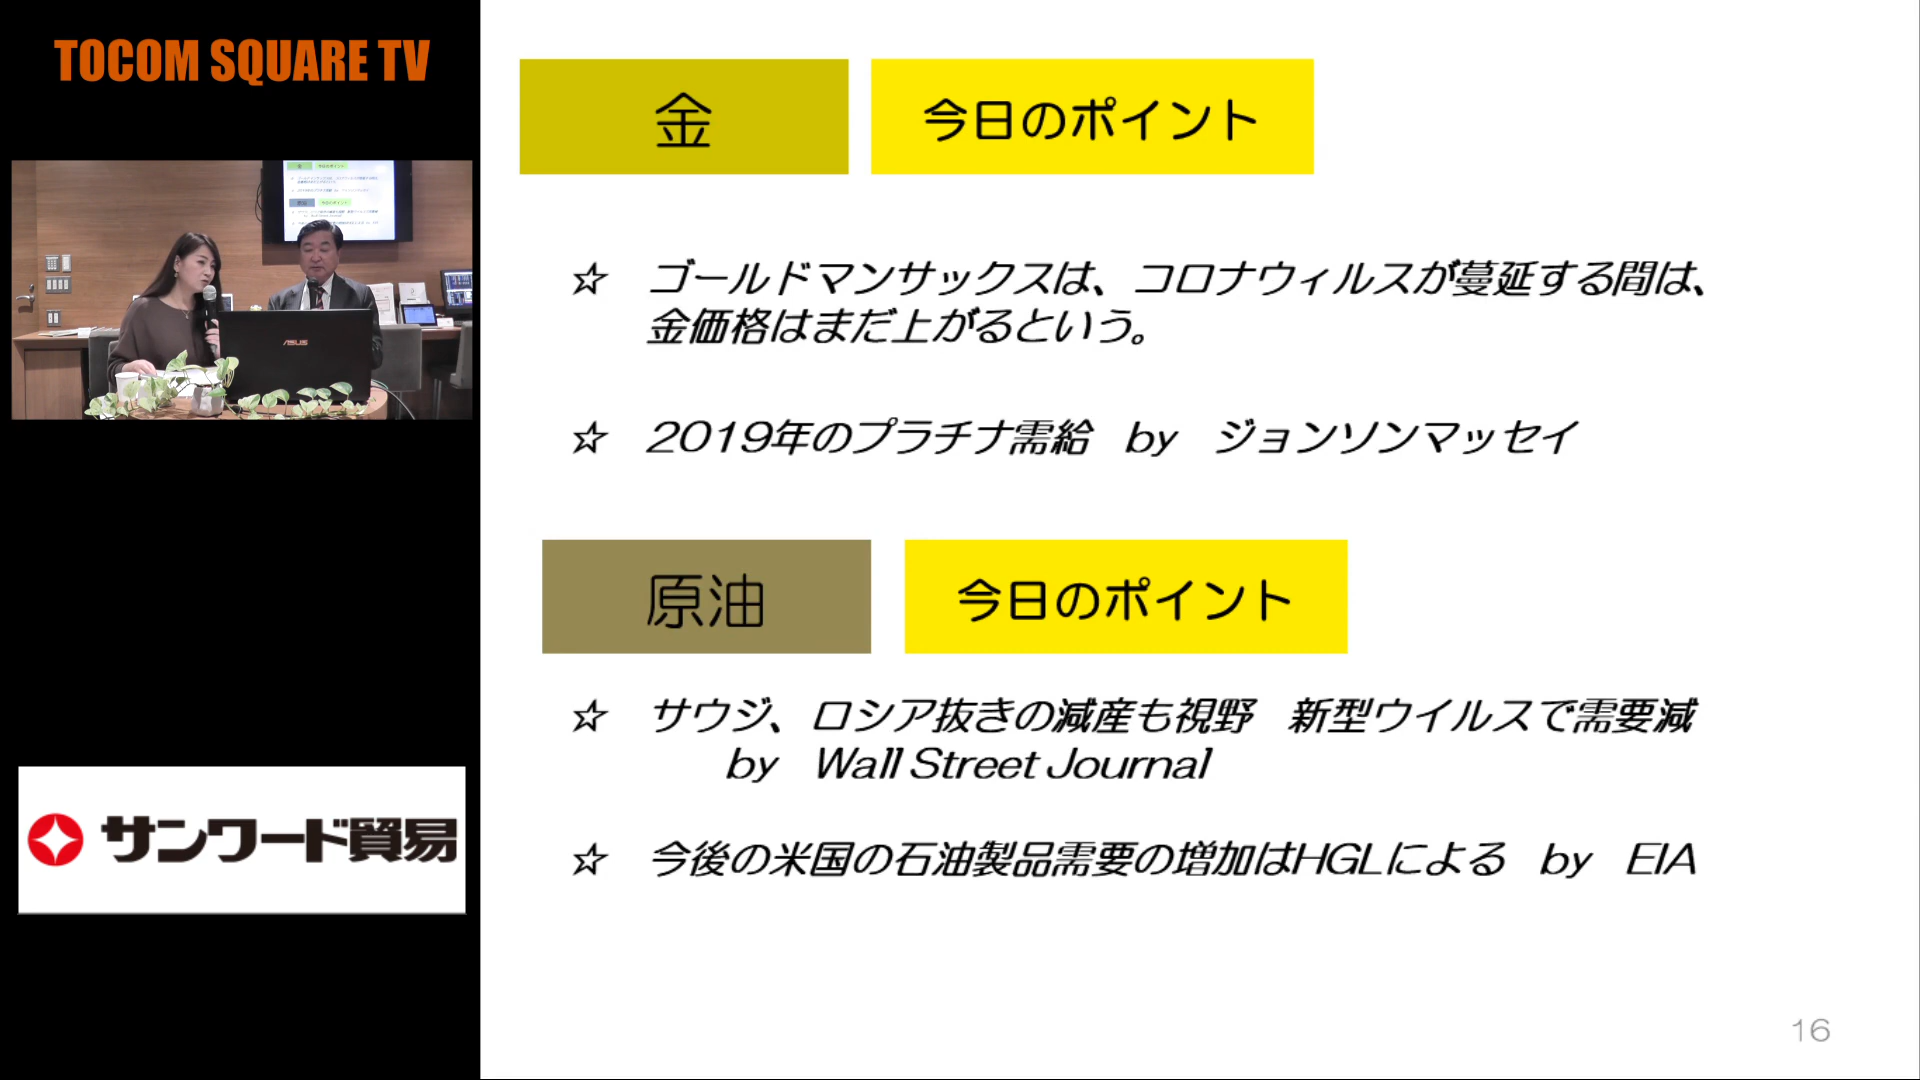 TOCOM SQUARE TV
ASUS
サンワード貿易
金
今日のポイント
☆ ゴールドマンサックスは、コロナウィルスが蔓延する間は、
金価格はまだ上がるという。
☆ 2019年のプラチナ需給 by ジョンソンマッセイ
原油
今日のポイント
☆ サウジ、ロシア抜きの減産も視野 新型ウイルスで需要減
by Wall Street Journal
☆ 今後の米国の石油製品需要の増加はHGLによる by EIA
16